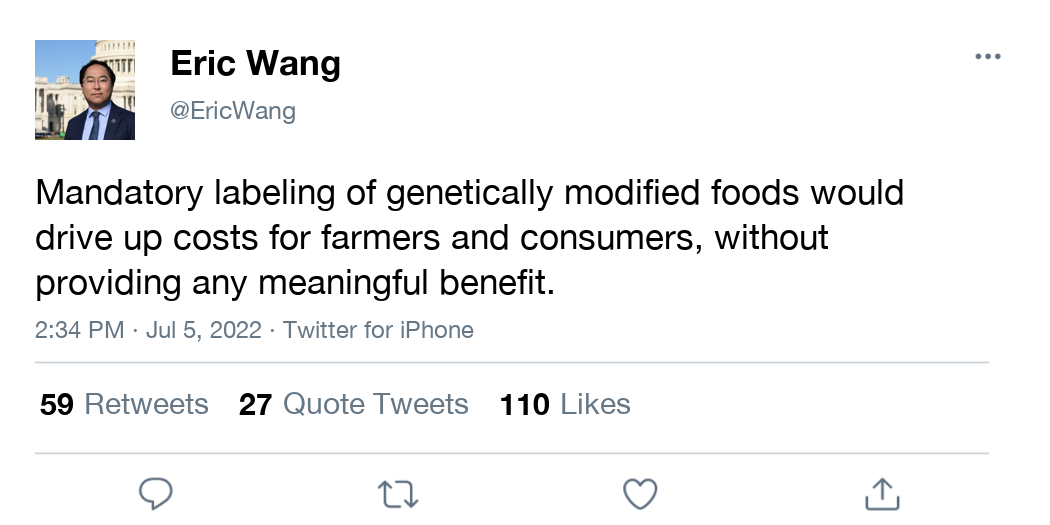 Eric Wang
@EricWang
Mandatory labeling of genetically modified foods would
drive up costs for farmers and consumers, without
providing any meaningful benefit.
2:34 PM · Jul 5, 2022 · Twitter for iPhone
59 Retweets 27 Quote Tweets 110 Likes